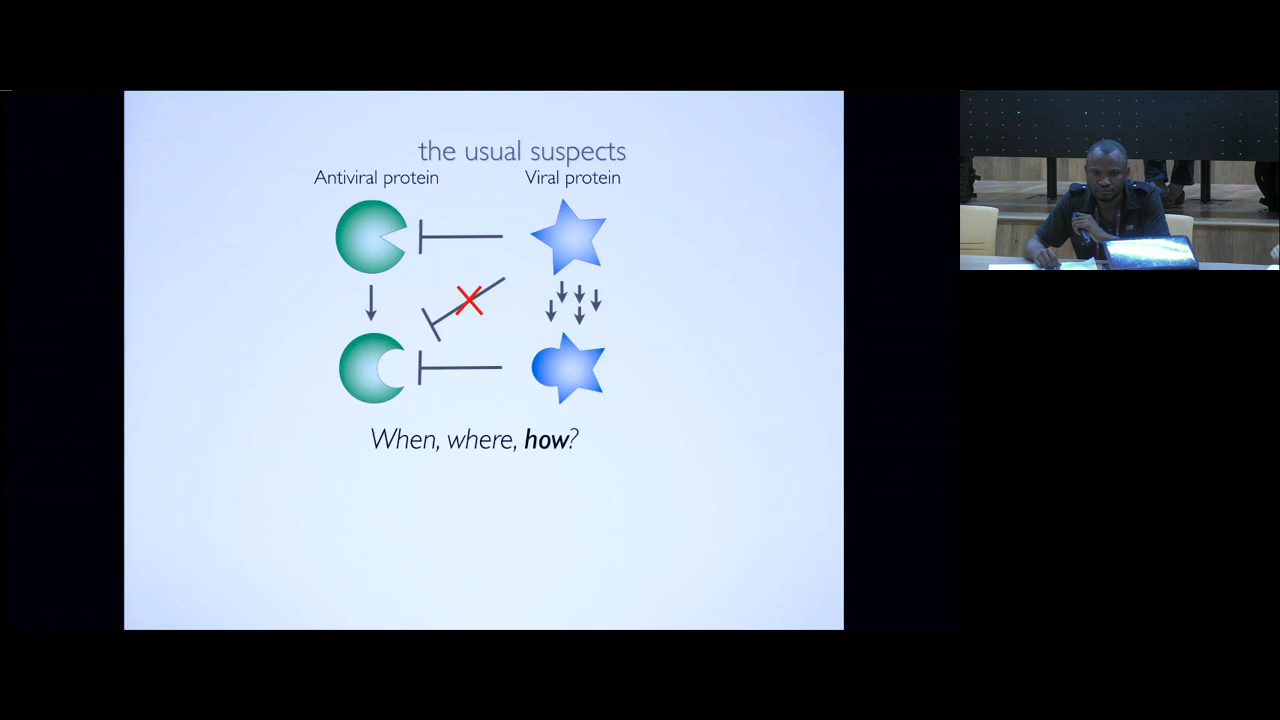 the usual suspects
Antiviral protein
Viral protein
When, where, how?